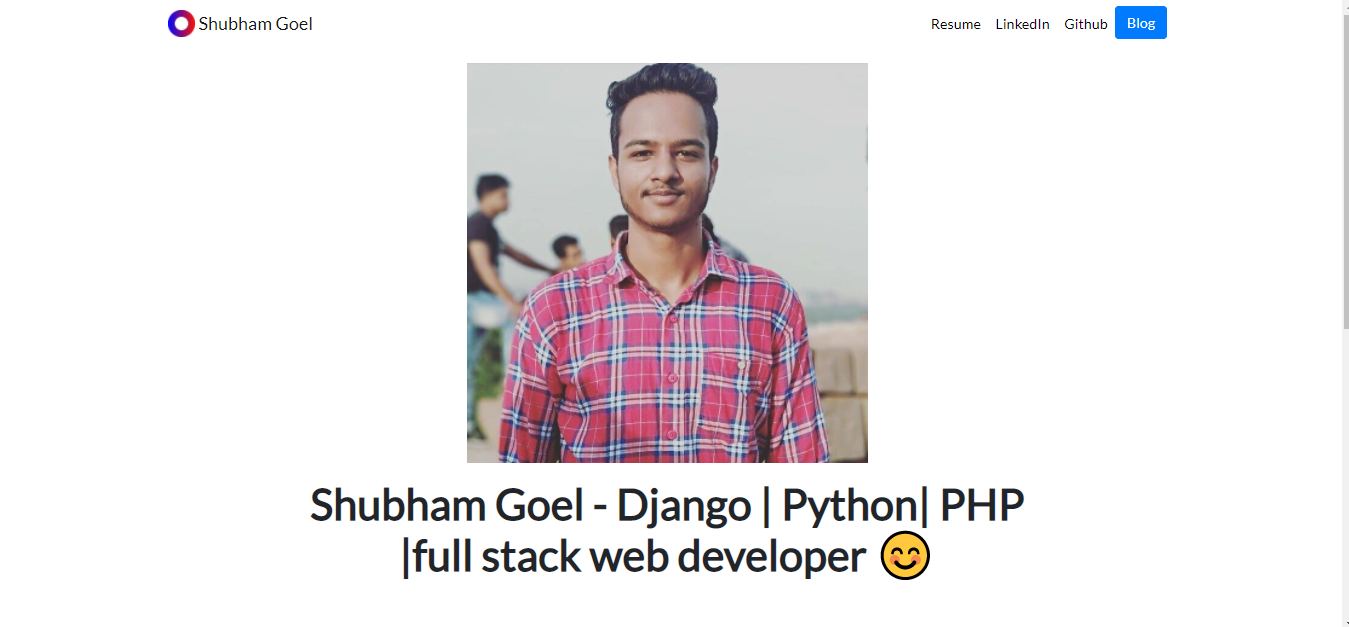 Shubham Goel
Resume LinkedIn Github Blog
Shubham Goel - Django | Python| PHP
|full stack web developer 😊